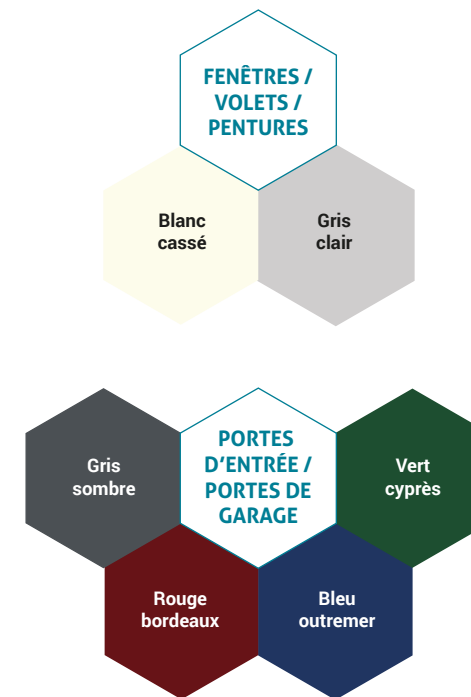 FENÊTRES /
VOLETS /
PENTURES
Blanc
cassé
Gris
clair
PORTES
D'ENTRÉE /
PORTES DE
GARAGE
Gris
sombre
Vert
cyprès
Rouge
bordeaux
Bleu
outremer